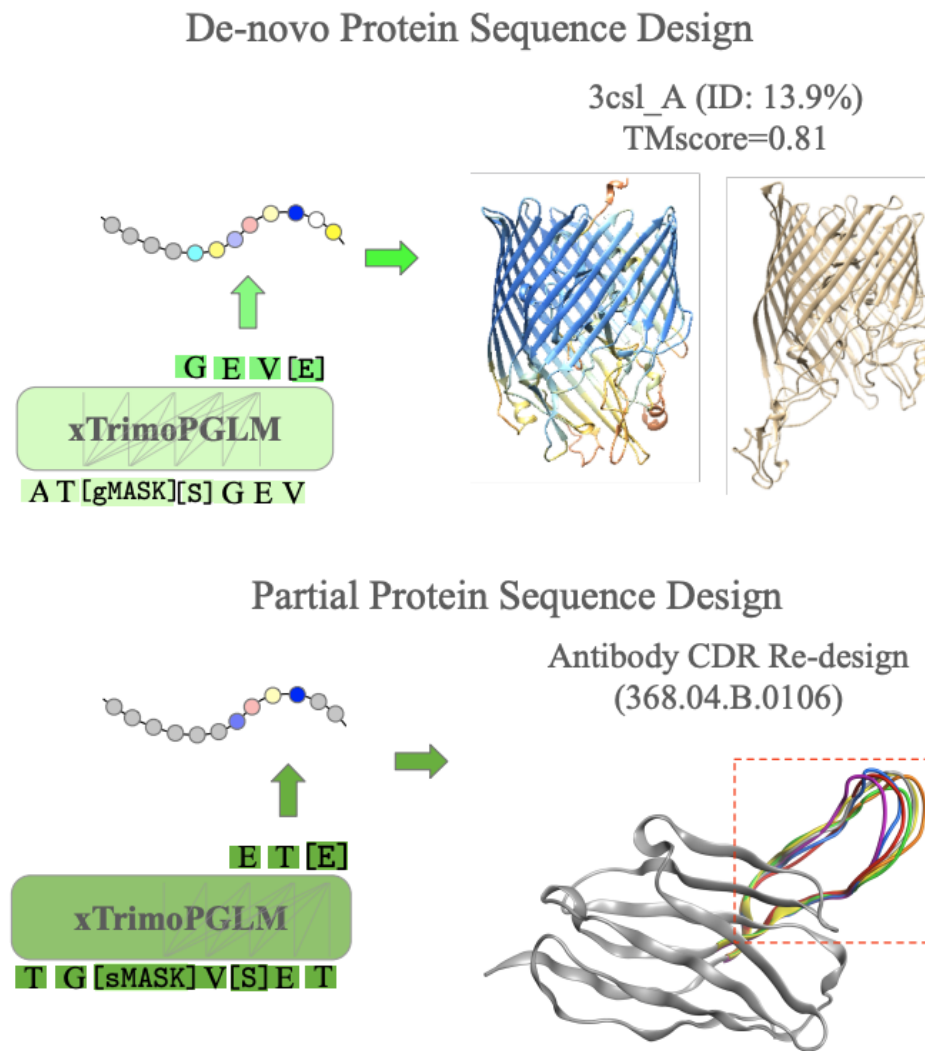 De-novo Protein Sequence Design
3csl_A (ID: 13.9%)
TMscore=0.81
G E V [E]
xTrimoPGLM
A T [gMASK][S] G E V
Partial Protein Sequence Design
Antibody CDR Re-design
(368.04.B.0106)
E T [E]
xTrimoPGLM
T G [sMASK] V [S] E T